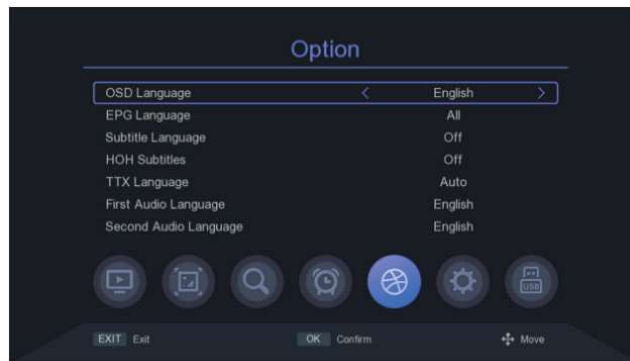 Option
OSD Language < English >
EPG Language All
Subtitle Language Off
HOH Subtitles Off
TTX Language Auto
First Audio Language English
Second Audio Language English
USB
EXIT Exit OK Confirm Move